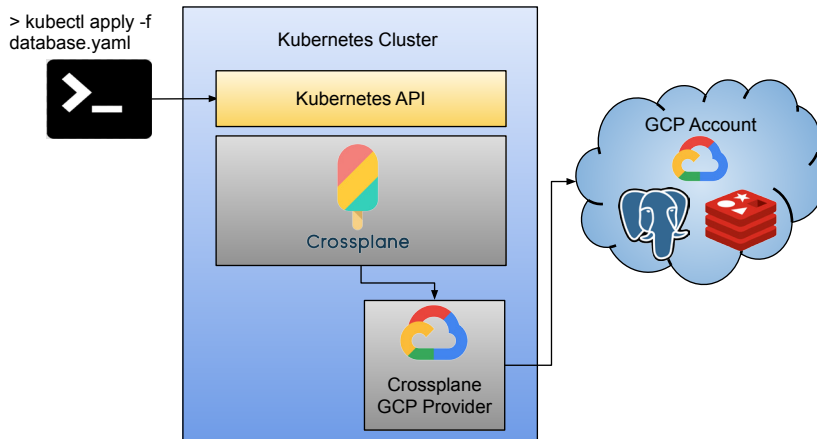 > kubectl apply -f
database.yaml
Kubernetes Cluster
Kubernetes API
Crossplane
Crossplane
GCP Provider
GCP Account